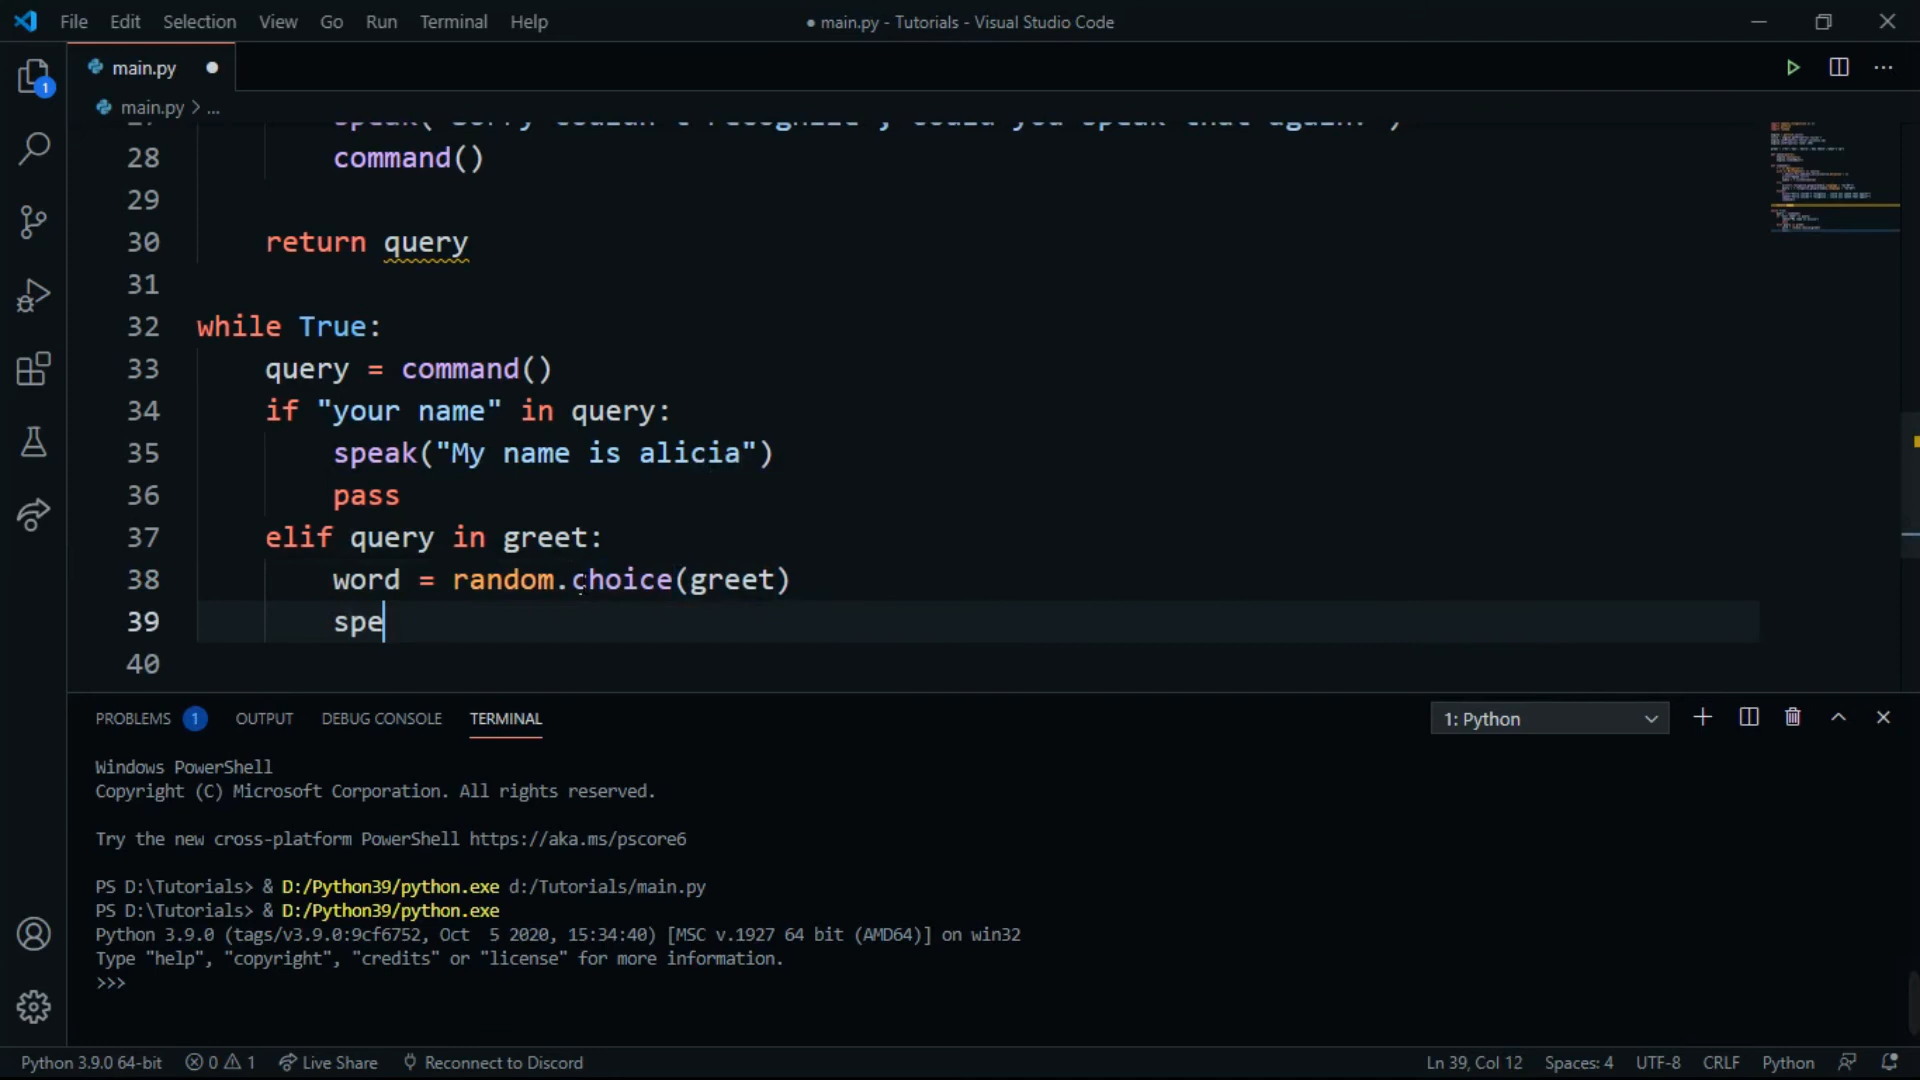 File Edit Selection View Go Run Terminal Help
● main.py - Tutorials - Visual Studio Code
1
main.py
main.py > ...
28 command()
29
30 return query
31
32 while True:
33 query = command()
34 if "your name" in query:
35 speak("My name is alicia")
36 pass
37 elif query in greet:
38 word = random.choice(greet)
39 spe
40
PROBLEMS 1 OUTPUT DEBUG CONSOLE TERMINAL
1: Python
Windows PowerShell
Copyright (C) Microsoft Corporation. All rights reserved.
Try the new cross-platform PowerShell https://aka.ms/pscore6
PS D:\Tutorials> & D:/Python39/python.exe d:/Tutorials/main.py
PS D:\Tutorials> & D:/Python39/python.exe
Python 3.9.0 (tags/v3.9.0:9cf6752, Oct  5 2020, 15:34:40) [MSC v.1927 64 bit (AMD64)] on win32
Type "help", "copyright", "credits" or "license" for more information.
>>>
Python 3.9.0 64-bit 0 1 Live Share Reconnect to Discord Ln 39, Col 12 Spaces: 4 UTF-8 CRLF Python